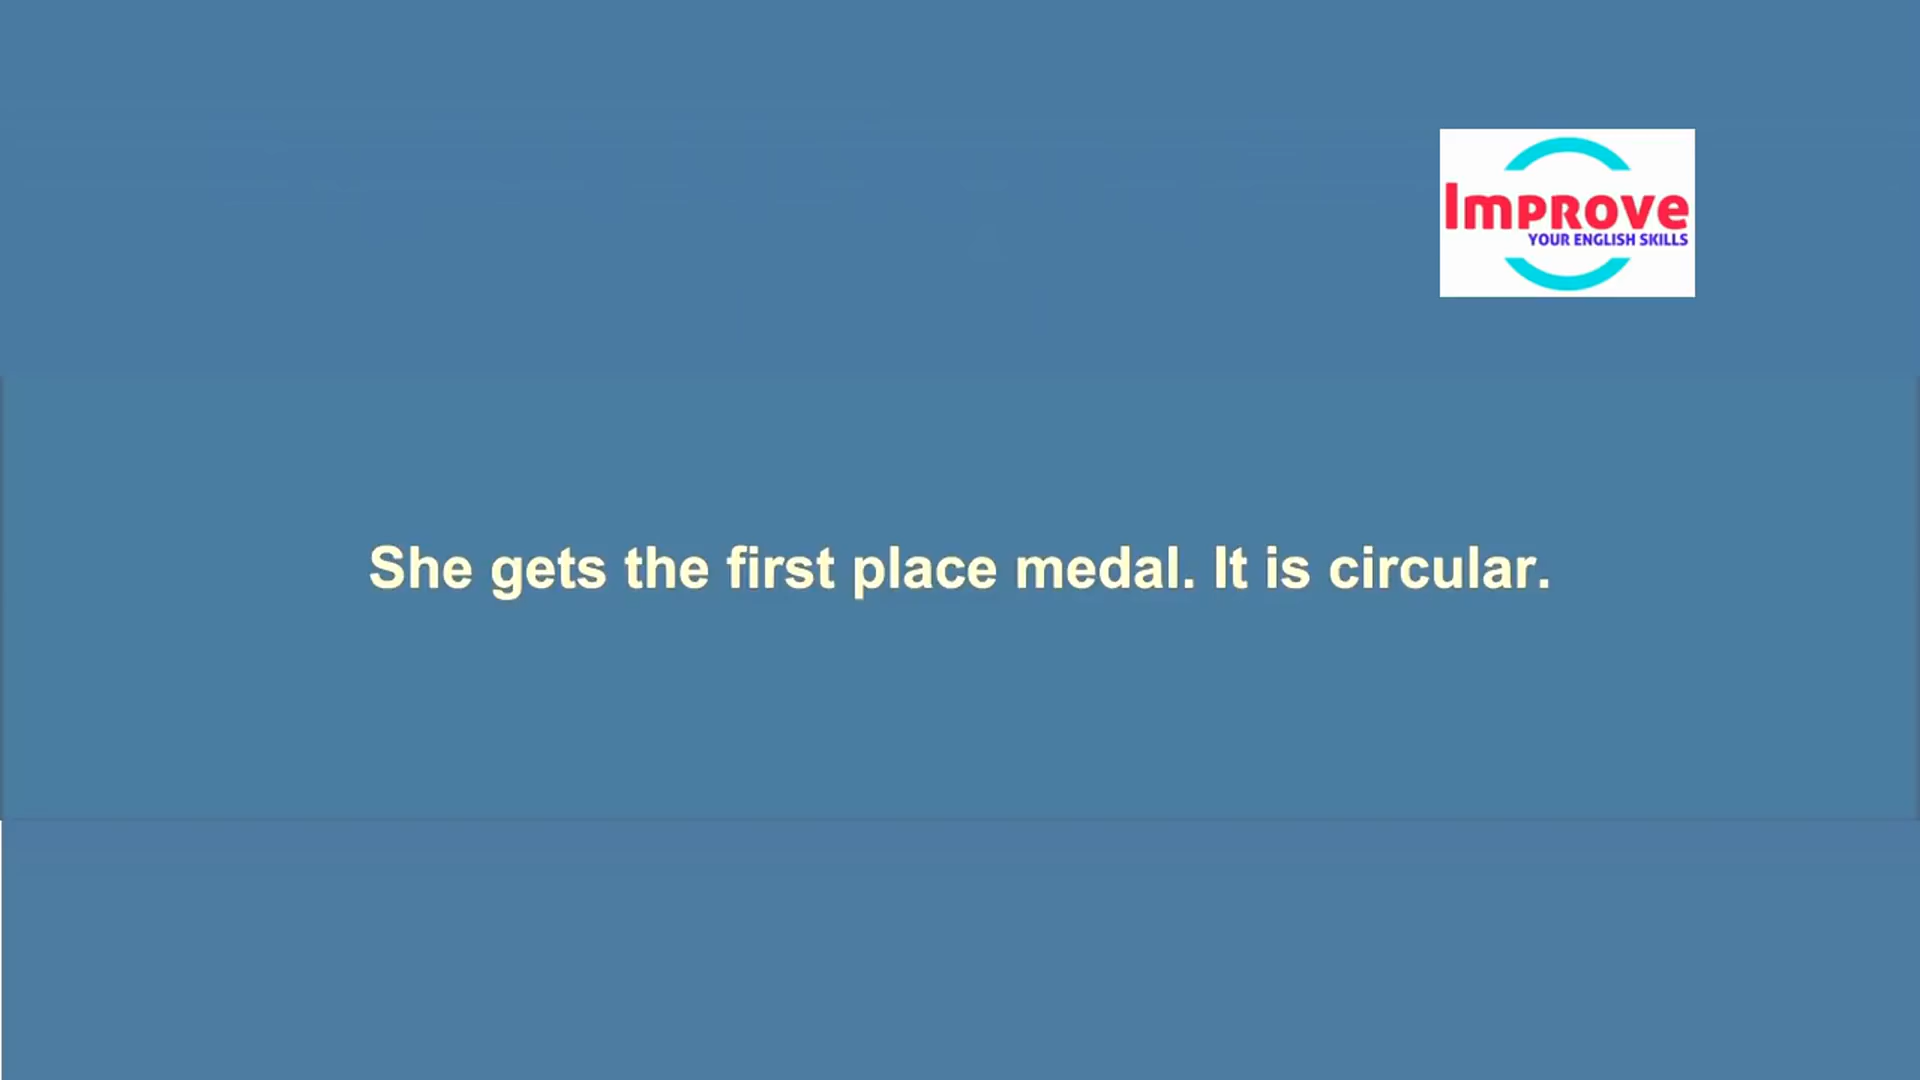 Improve
YOUR ENGLISH SKILLS
She gets the first place medal. It is circular.